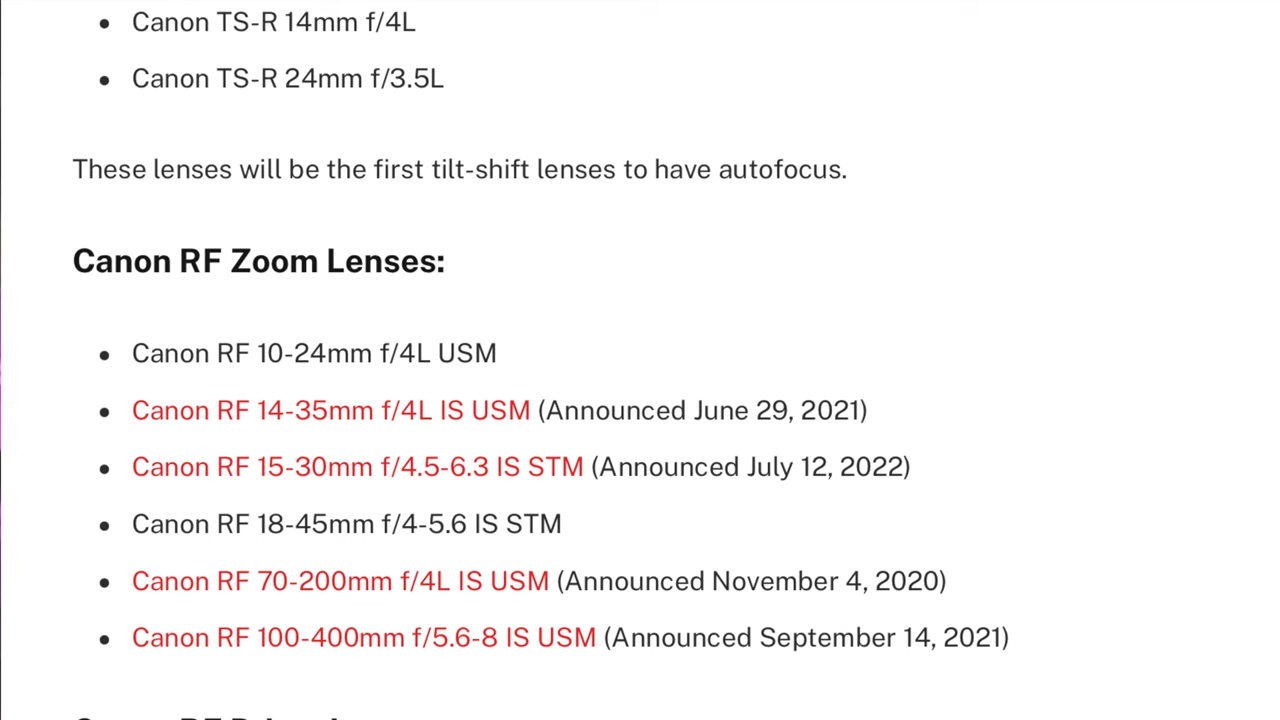 Canon TS-R 14mm f/4L
Canon TS-R 24mm f/3.5L
These lenses will be the first tilt-shift lenses to have autofocus.
Canon RF Zoom Lenses:
Canon RF 10-24mm f/4L USM
Canon RF 14-35mm f/4L IS USM (Announced June 29, 2021)
Canon RF 15-30mm f/4.5-6.3 IS STM (Announced July 12, 2022)
Canon RF 18-45mm f/4-5.6 IS STM
Canon RF 70-200mm f/4L IS USM (Announced November 4, 2020)
Canon RF 100-400mm f/5.6-8 IS USM (Announced September 14, 2021)